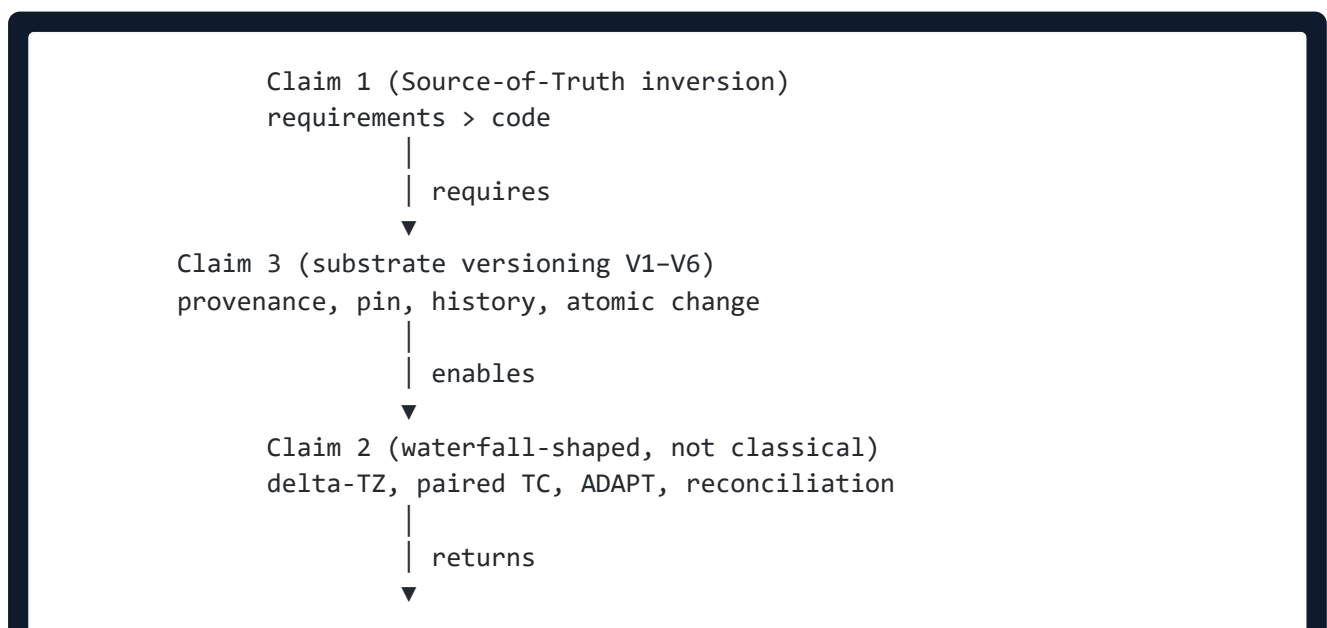 Claim 1 (Source-of-Truth inversion)
requirements > code
│
│ requires
▼
Claim 3 (substrate versioning V1–V6)
provenance, pin, history, atomic change
│
│ enables
▼
Claim 2 (waterfall-shaped, not classical)
delta-TZ, paired TC, ADAPT, reconciliation
│
│ returns
▼